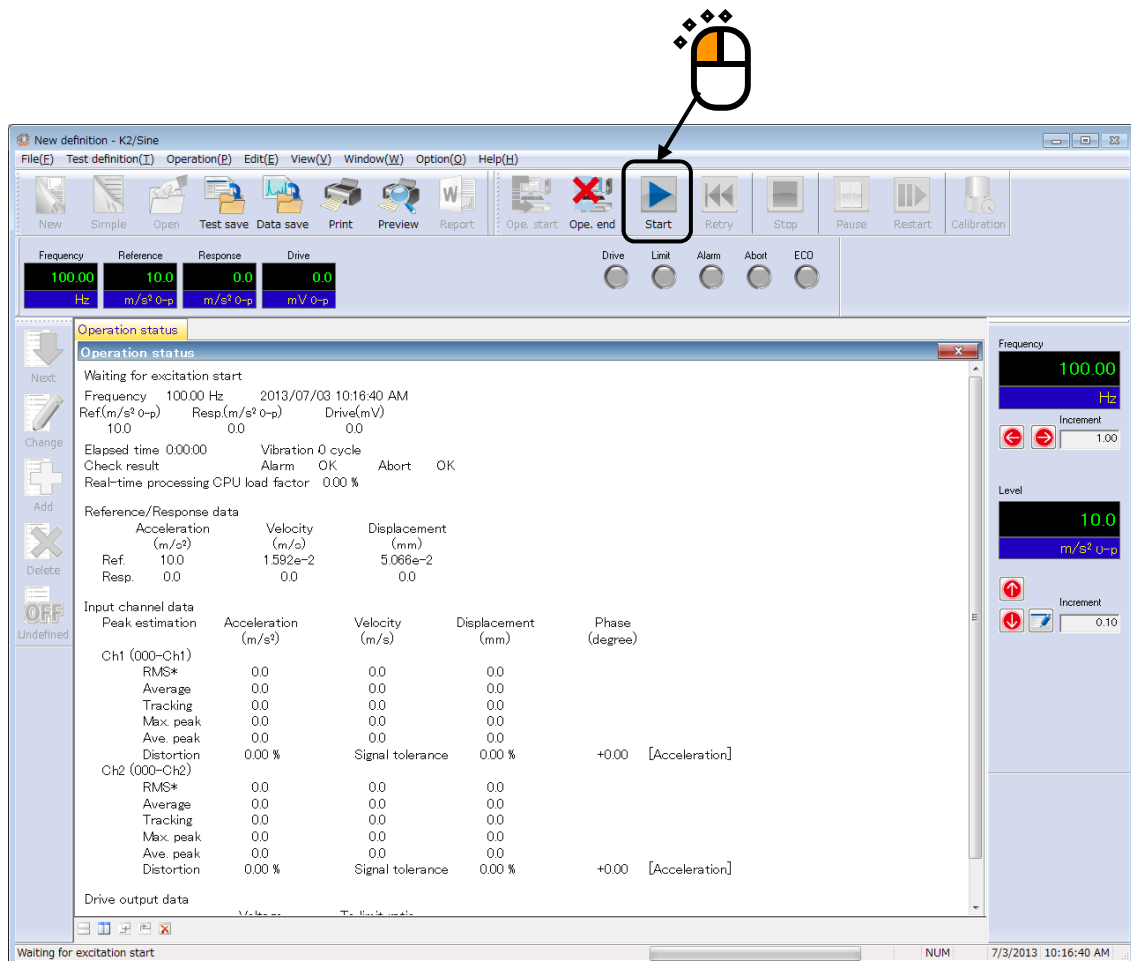 New definition - K2/Sine
File(F) Test definition(T) Operation(P) Edit(E) View(V) Window(W) Option(O) Help(H)
New Simple Open Test save Data save Print Preview Report Ope. start Ope. end Start Retry Stop Pause Restart Calibration
Frequency Reference Response Drive Drive Limit Alarm Abort ECO
100.00 10.0 0.0 0.0
Hz m/s² 0-p m/s² 0-p mV 0-p
Operation status
Operation status
Next
Change
Add
Delete
OFF
Undefined
Waiting for excitation start
Frequency 100.00 Hz 2013/07/03 10:16:40 AM
Ref.(m/s² 0-p) Resp.(m/s² 0-p) Drive(mV)
10.0 0.0 0.0
Elapsed time 0:00:00 Vibration 0 cycle
Check result Alarm OK Abort OK
Real-time processing CPU load factor 0.00 %
Reference/Response data
Acceleration Velocity Displacement
(m/s²) (m/s) (mm)
Ref. 10.0 1.592e-2 5.066e-2
Resp. 0.0 0.0 0.0
Input channel data
Peak estimation Acceleration Velocity Displacement Phase
(m/s²) (m/s) (mm) (degree)
Ch1 (000-Ch1)
RMS* 0.0 0.0 0.0
Average 0.0 0.0 0.0
Tracking 0.0 0.0 0.0
Max. peak 0.0 0.0 0.0
Ave. peak 0.0 0.0 0.0
Distortion 0.00 % Signal tolerance 0.00 % +0.00 [Acceleration]
Ch2 (000-Ch2)
RMS* 0.0 0.0 0.0
Average 0.0 0.0 0.0
Tracking 0.0 0.0 0.0
Max. peak 0.0 0.0 0.0
Ave. peak 0.0 0.0 0.0
Distortion 0.00 % Signal tolerance 0.00 % +0.00 [Acceleration]
Drive output data
Frequency
100.00
Hz
Increment
1.00
Level
10.0
m/s² 0-p
Increment
0.10
Waiting for excitation start NUM 7/3/2013 10:16:40 AM